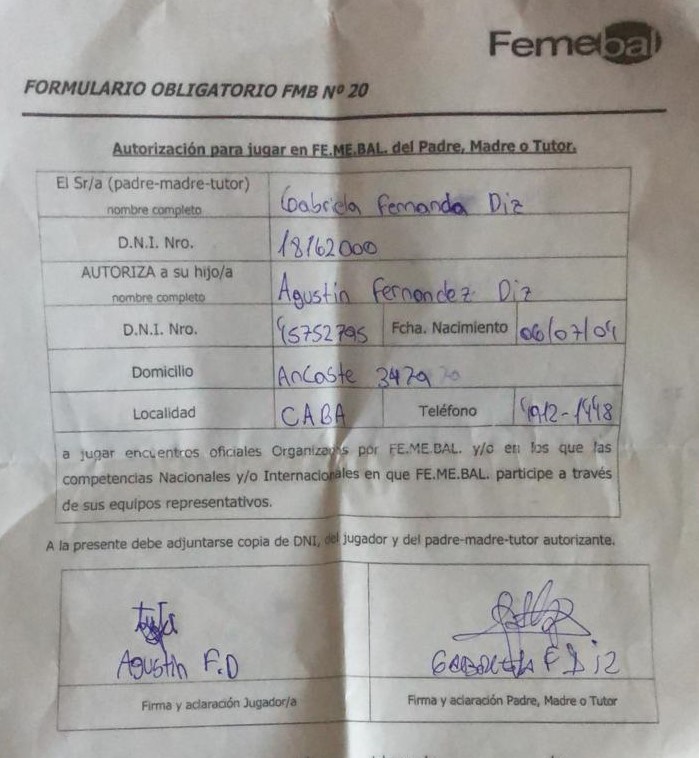 Femebal
FORMULARIO OBLIGATORIO FMB Nº 20
Autorización para jugar en FE.ME.BAL. del Padre, Madre o Tutor.
El Sr/a (padre-madre-tutor)
nombre completo
Gabriela Fernanda Diz
D.N.I. Nro.
18162000
AUTORIZA a su hijo/a
nombre completo
Agustin Fernandez Diz
D.N.I. Nro.
45752795
Fcha. Nacimiento
06/07/04
Domicilio
Ancaste 3429
Localidad
CABA
Teléfono
4912-1448
a jugar encuentros oficiales Organizados por FE.ME.BAL. y/o en los que las
competencias Nacionales y/o Internacionales en que FE.ME.BAL. participe a través
de sus equipos representativos.
A la presente debe adjuntarse copia de DNI, del jugador y del padre-madre-tutor autorizante.
Agustin F.D
Firma y aclaración Jugador/a
Gabriela F Diz
Firma y aclaración Padre, Madre o Tutor